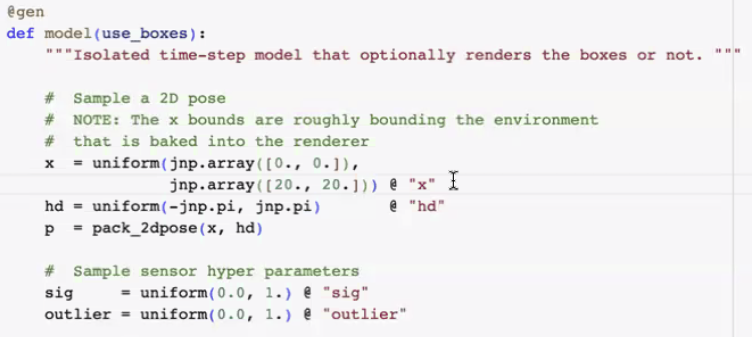 @gen
def model(use_boxes):
    """Isolated time-step model that optionally renders the boxes or not. """
    #  Sample a 2D pose
    #  NOTE: The x bounds are roughly bounding the environment
    #  that is baked into the renderer
    x  = uniform(jnp.array([0., 0.]),
                 jnp.array([20., 20.])) @ "x"
    hd = uniform(-jnp.pi, jnp.pi)       @ "hd"
    p  = pack_2dpose(x, hd)
    #  Sample sensor hyper parameters
    sig     = uniform(0.0, 1.) @ "sig"
    outlier = uniform(0.0, 1.) @ "outlier"